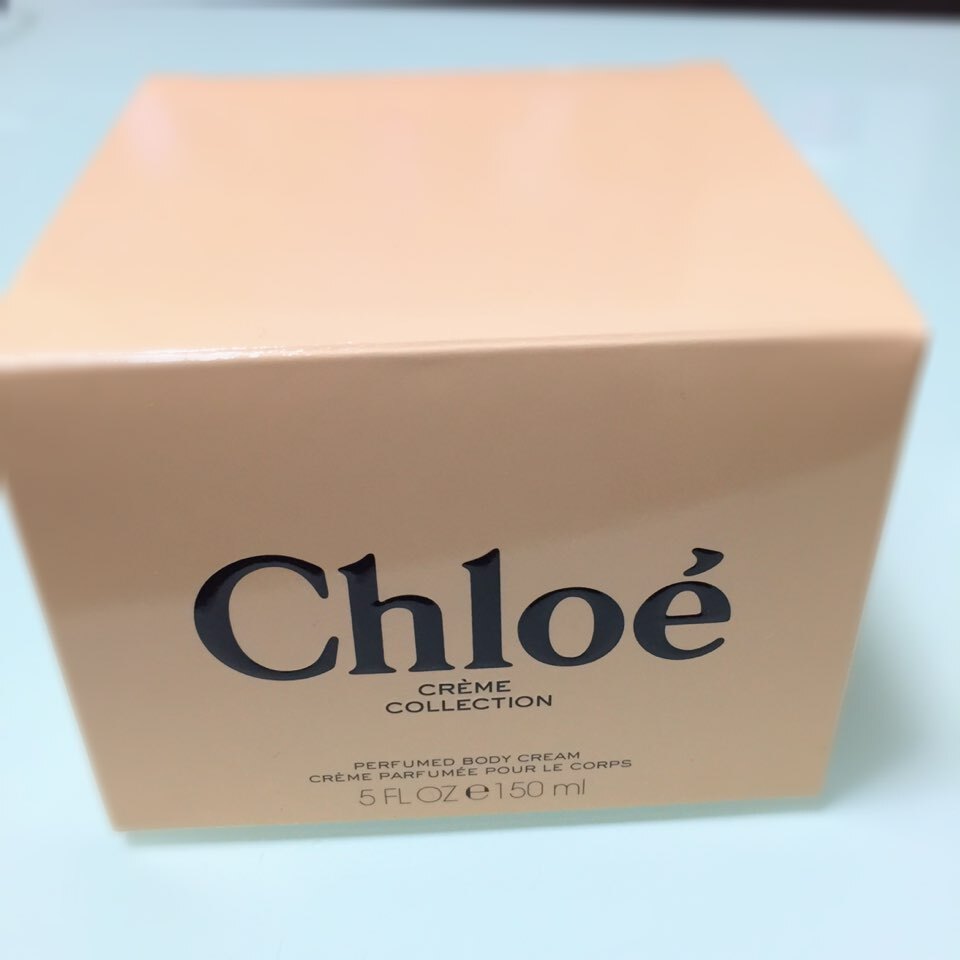 Chloé
CRÈME
COLLECTION
PERFUMED BODY CREAM
CRÈME PARFUMÉE POUR LE CORPS
5 FL OZ ℮ 150 ml